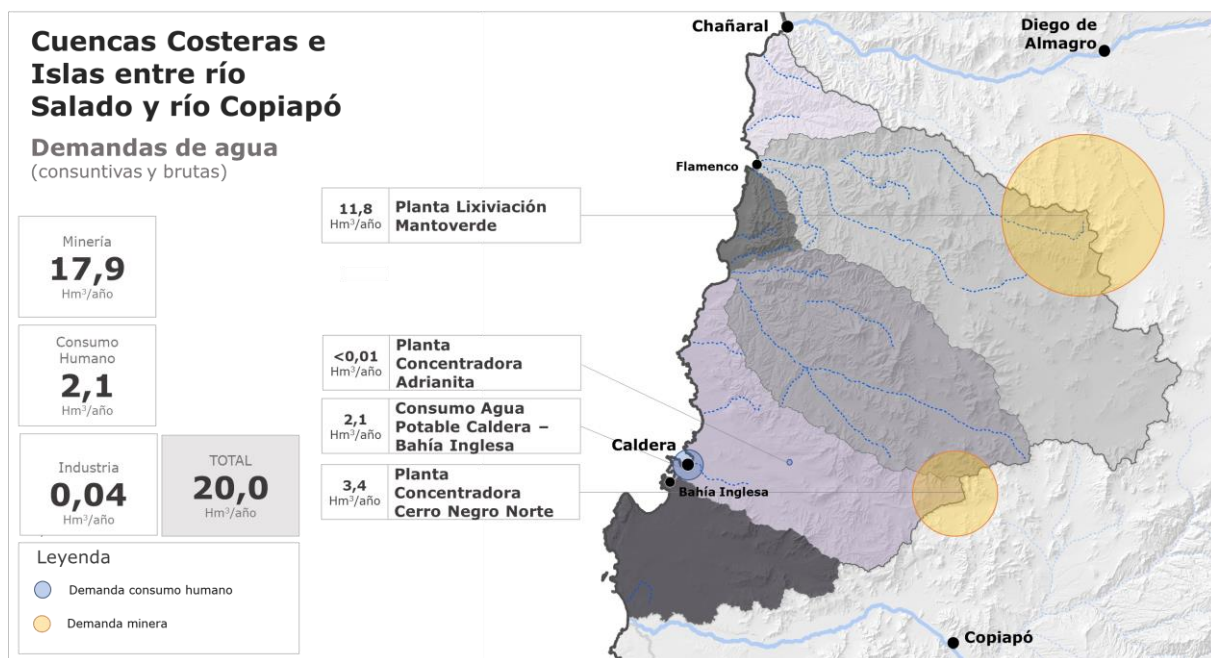 Cuencas Costeras e
Islas entre río
Salado y río Copiapó
Demandas de agua
(consuntivas y brutas)
Minería
17,9
Hm³/año
Consumo
Humano
2,1
Hm³/año
Industria
0,04
Hm³/año
TOTAL
20,0
Hm³/año
Leyenda
Demanda consumo humano
Demanda minera
11,8
Hm³/año
Planta Lixiviación
Mantoverde
<0,01
Hm³/año
Planta
Concentradora
Adrianita
2,1
Hm³/año
Consumo Agua
Potable Caldera –
Bahía Inglesa
3,4
Hm³/año
Planta
Concentradora
Cerro Negro Norte
Chañaral
Diego de
Almagro
Flamenco
Caldera
Bahía Inglesa
Copiapó